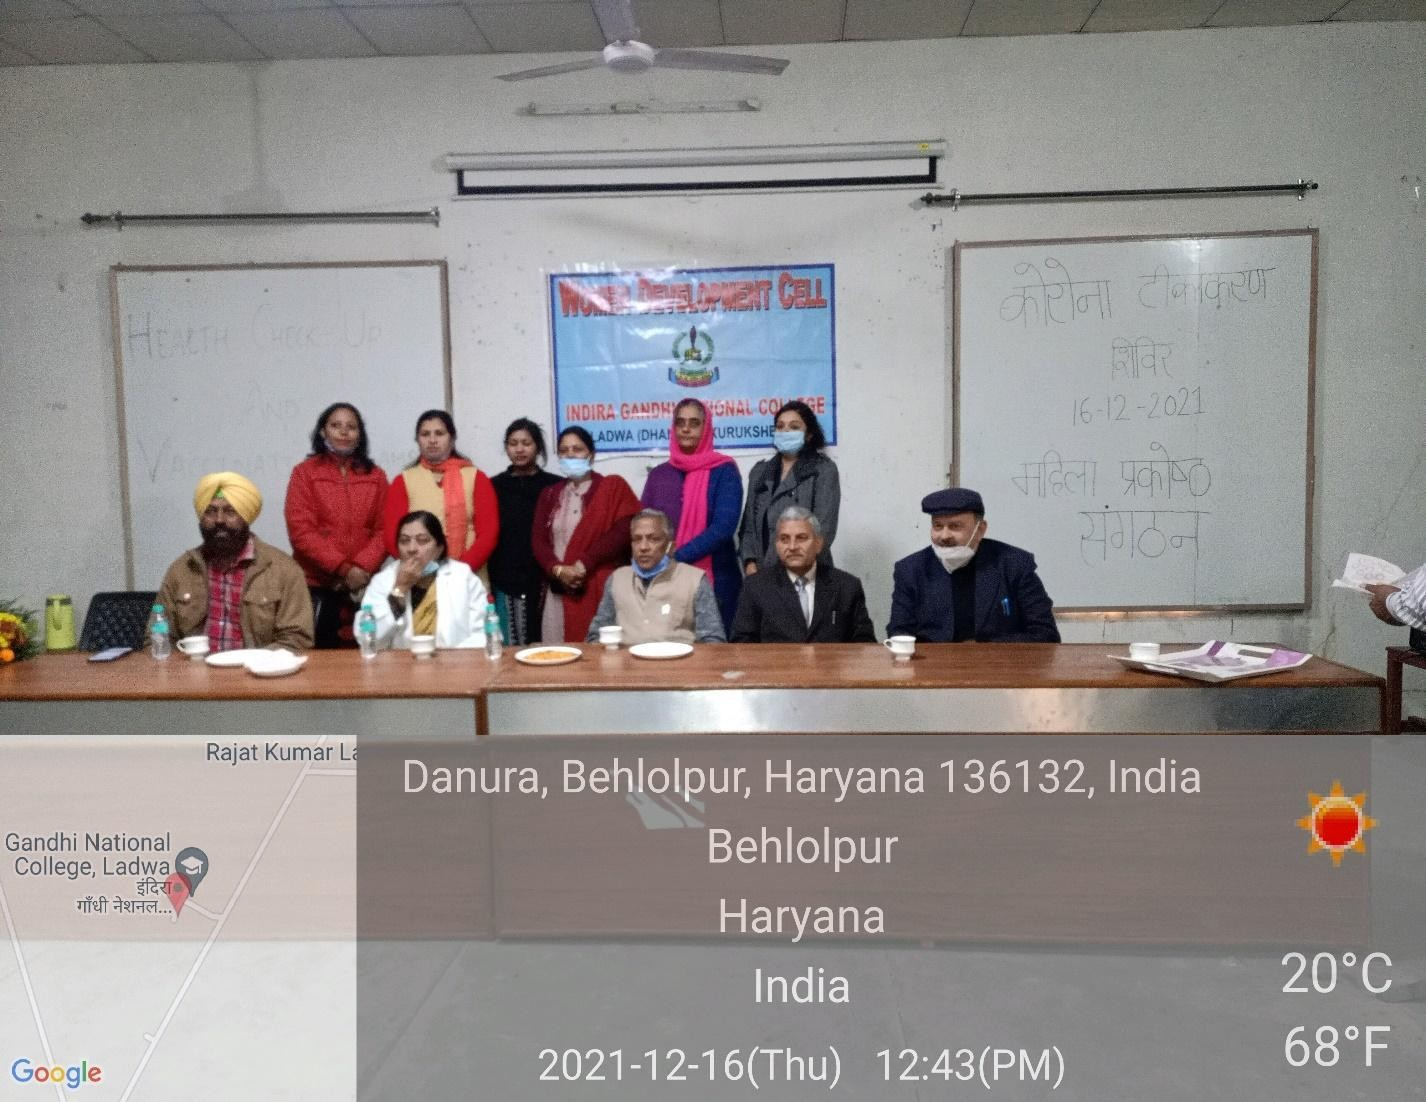 HEALTH CHECK-UP
AND
WOMEN DEVELOPMENT CELL
INDIRA GANDHI NATIONAL COLLEGE
LADWA
कोरोना टीकाकरण
शिविर
16-12-2021
महिला प्रकोष्ठ
संगठन
Rajat Kumar
Gandhi National
College, Ladwa
इंदिरा
गाँधी नेशनल...
Google
Danura, Behlolpur, Haryana 136132, India
Behlolpur
Haryana
India
2021-12-16(Thu) 12:43(PM)
20°C
68°F